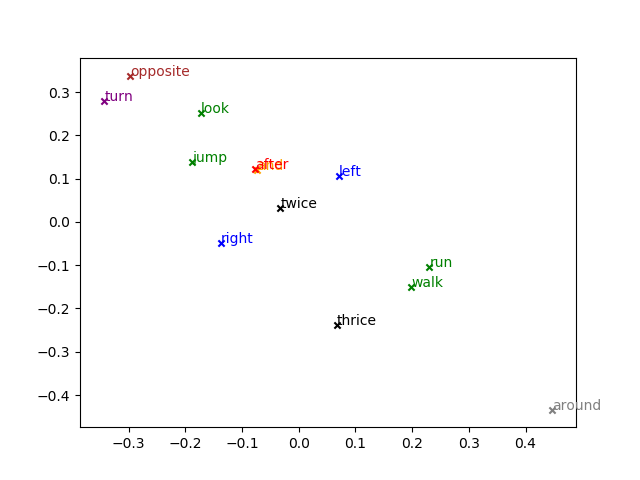 opposite
turn
look
jump
after
left
twice
right
run
walk
thrice
around
0.3
0.2
0.1
0.0
−0.1
−0.2
−0.3
−0.4
−0.3 −0.2 −0.1 0.0 0.1 0.2 0.3 0.4